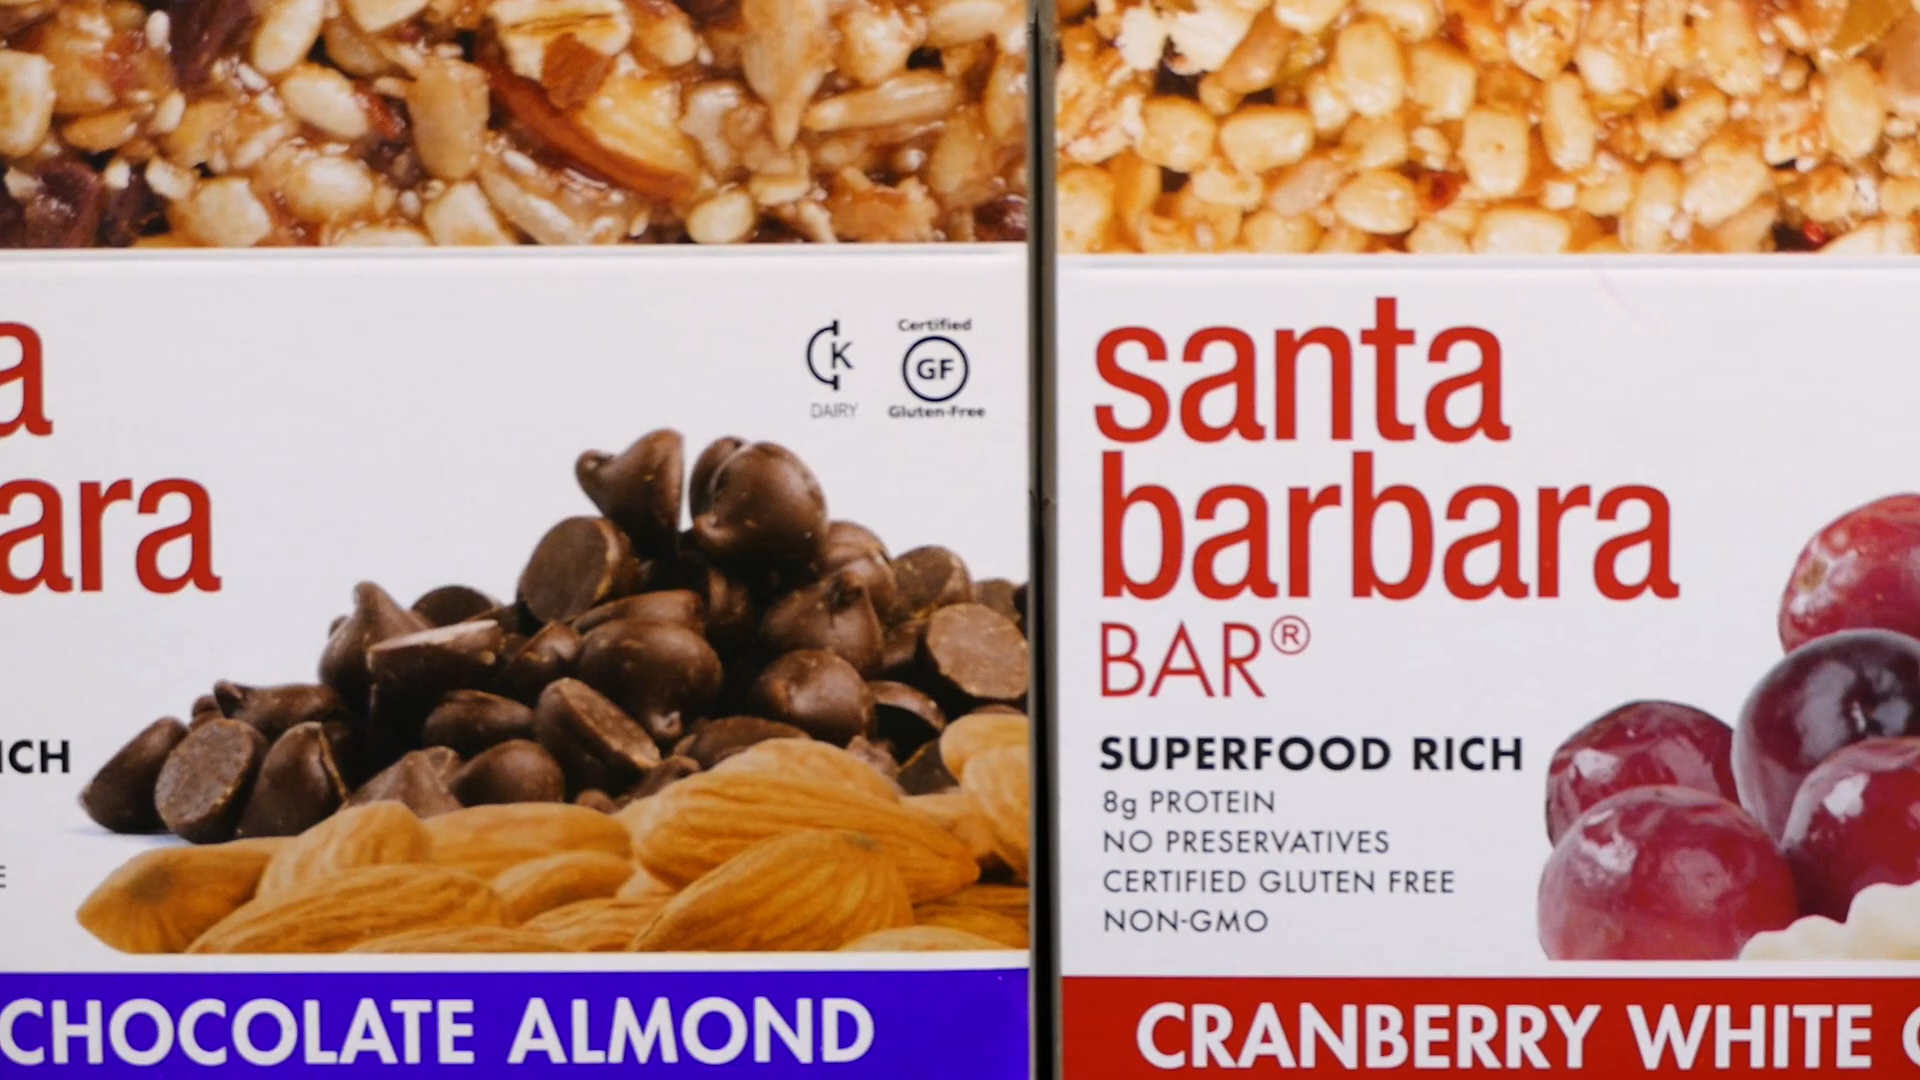 a
ara
ICH
E
K
DAIRY
Certified
GF
Gluten-Free
CHOCOLATE ALMOND
santa
barbara
BAR®
SUPERFOOD RICH
8g PROTEIN
NO PRESERVATIVES
CERTIFIED GLUTEN FREE
NON-GMO
CRANBERRY WHITE